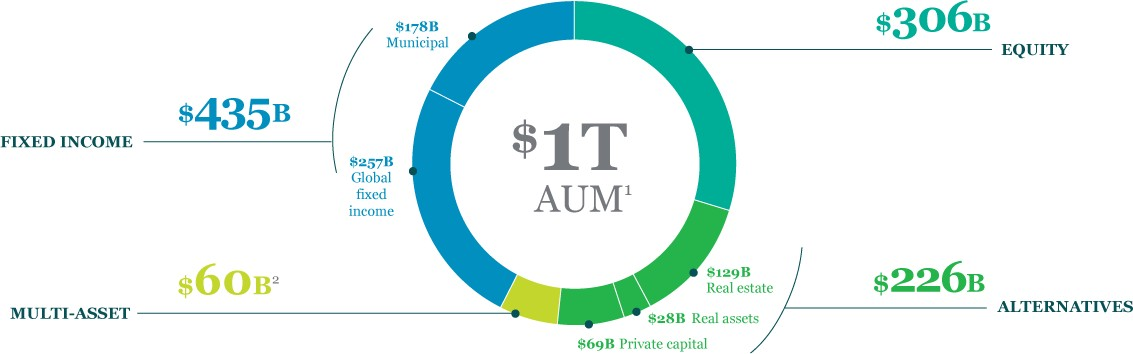 $178B
Municipal
$435B
FIXED INCOME
$257B
Global
fixed
income
$60B2
MULTI-ASSET
$1T
AUM1
$306B
EQUITY
$129B
Real estate
$28B Real assets
$69B Private capital
$226B
ALTERNATIVES